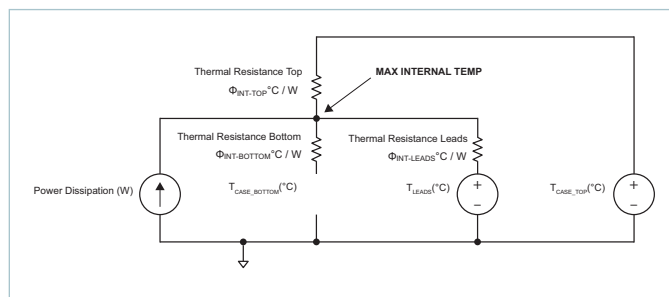 Thermal Resistance Top
MAX INTERNAL TEMP
ΦINT-TOP°C / W
Thermal Resistance Bottom
Thermal Resistance Leads
ΦINT-BOTTOM°C / W
ΦINT-LEADS°C / W
Power Dissipation (W)
TCASE_BOTTOM(°C)
+
TLEADS(°C)
–
+
TCASE_TOP(°C)
–